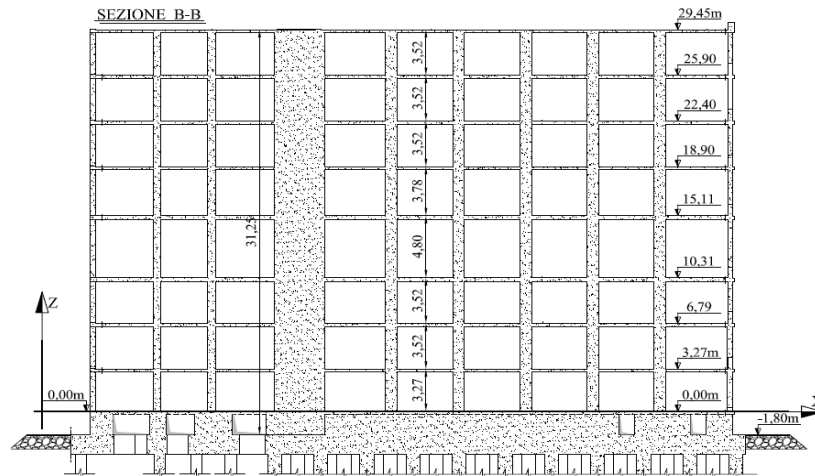 SEZIONE B-B
29,45m
3,52
25,90
3,52
22,40
3,52
18,90
3,78
15,11
31,25
4,80
10,31
3,52
6,79
Z
3,52
3,27m
3,27
0,00m
0,00m
X
-1,80m